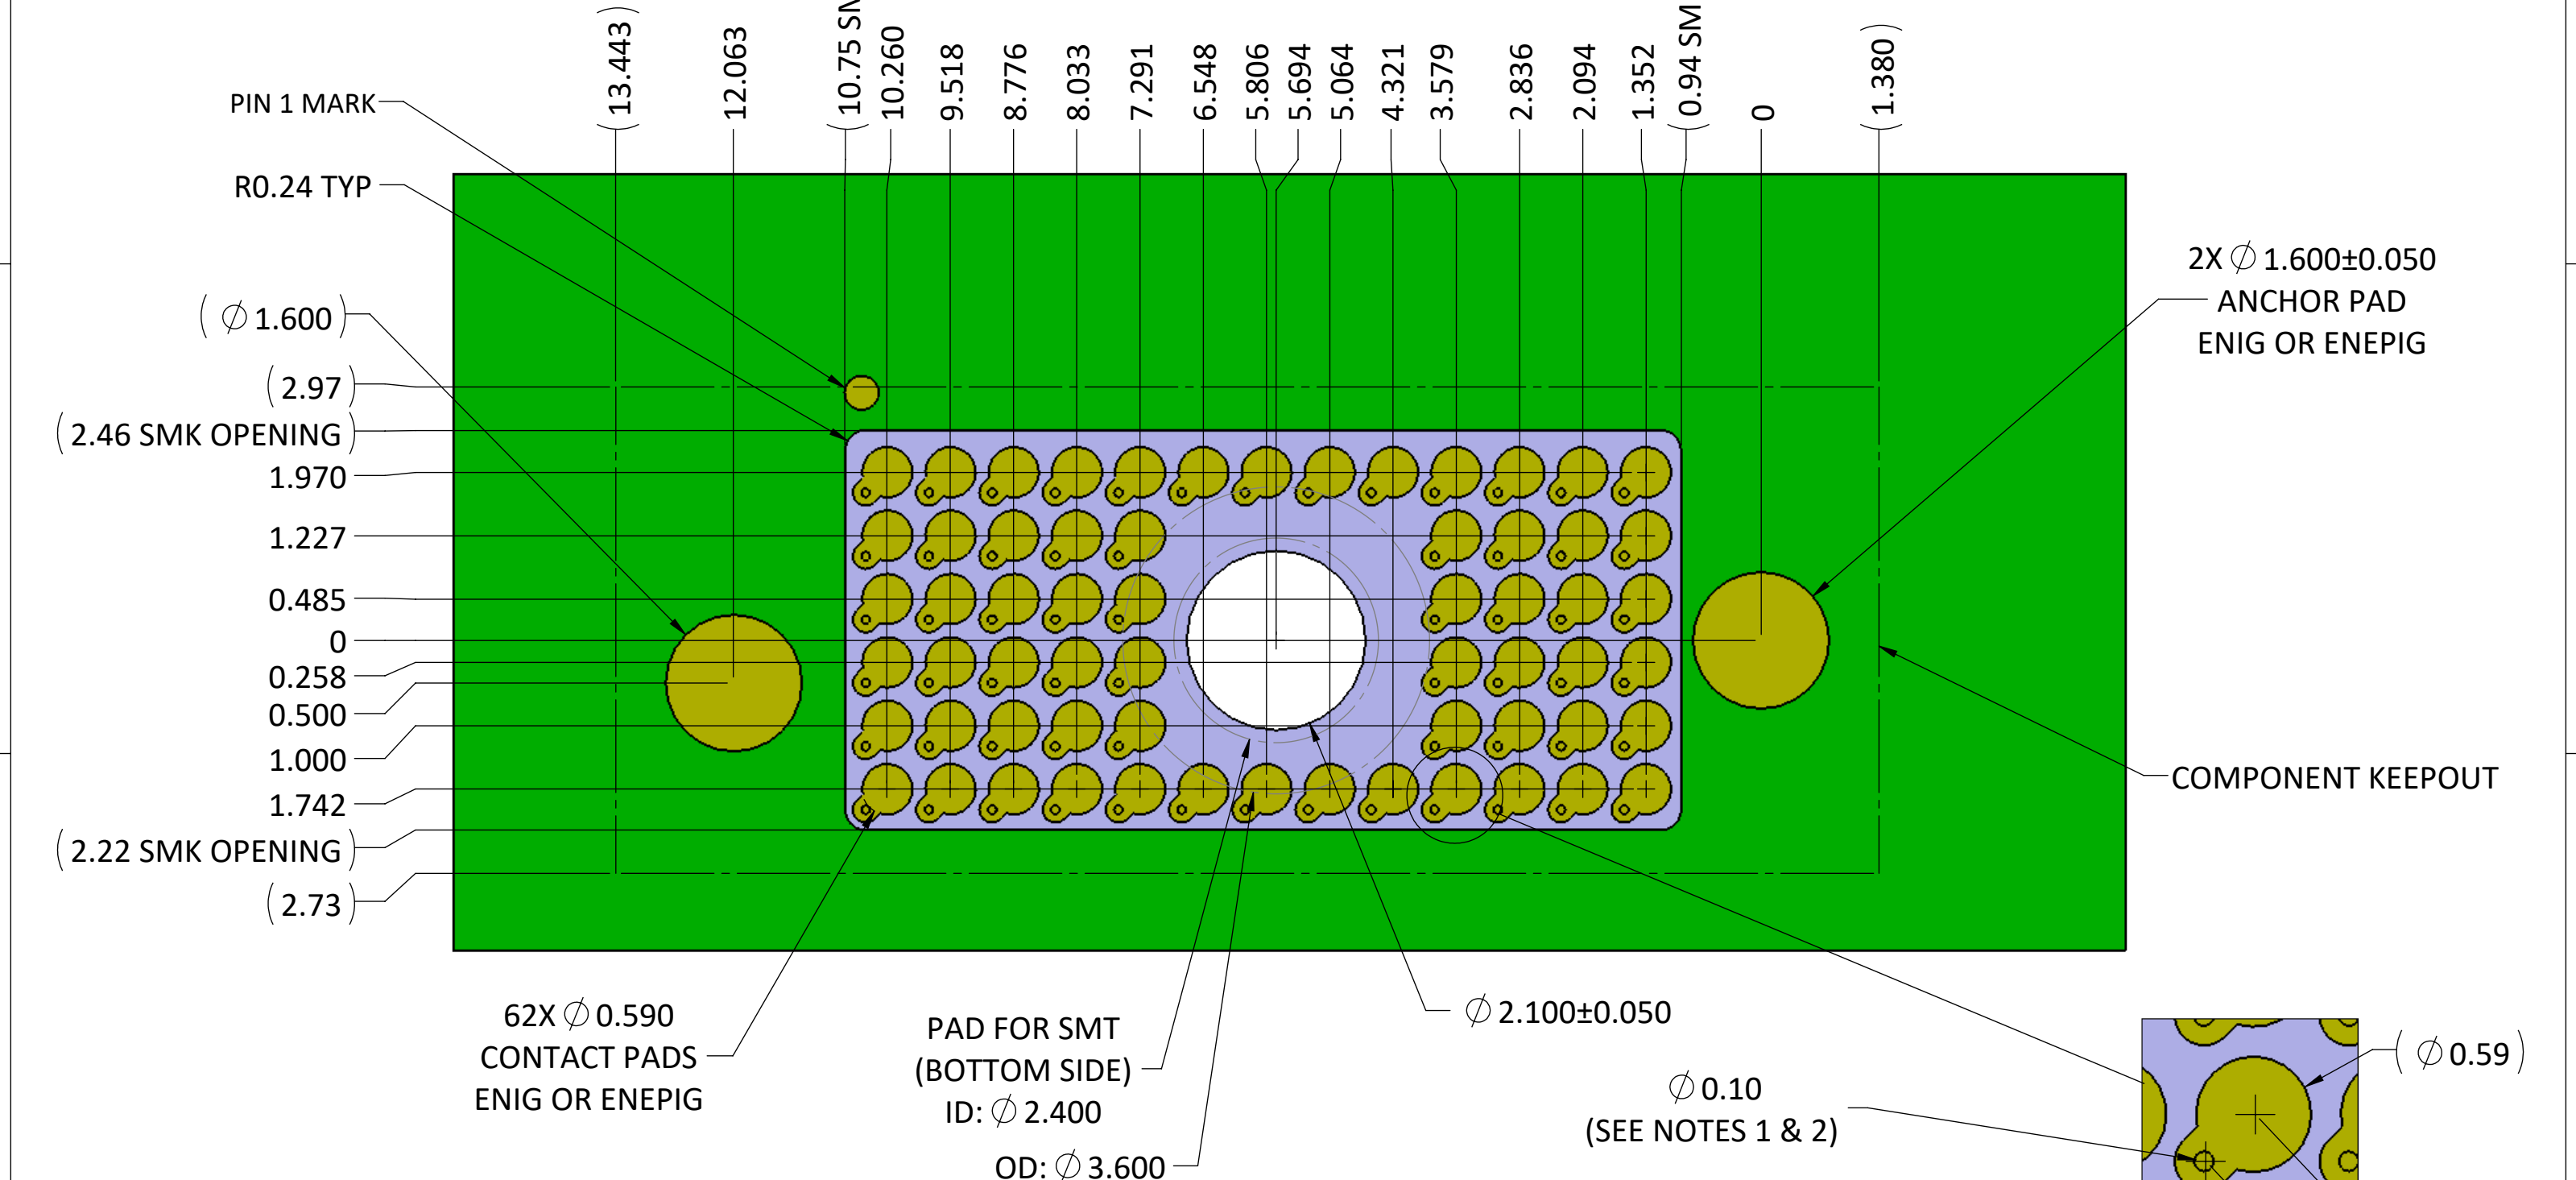 (13.443)
12.063
(10.75 SM
10.260
9.518
8.776
8.033
7.291
6.548
5.806
5.694
5.064
4.321
3.579
2.836
2.094
1.352
(0.94 SM
0
(1.380)
PIN 1 MARK
R0.24 TYP
(∅ 1.600)
(2.97)
(2.46 SMK OPENING)
1.970
1.227
0.485
0
0.258
0.500
1.000
1.742
(2.22 SMK OPENING)
(2.73)
2X ∅ 1.600±0.050
ANCHOR PAD
ENIG OR ENEPIG
COMPONENT KEEPOUT
62X ∅ 0.590
CONTACT PADS
ENIG OR ENEPIG
PAD FOR SMT
(BOTTOM SIDE)
ID: ∅ 2.400
OD: ∅ 3.600
∅ 2.100±0.050
∅ 0.10
(SEE NOTES 1 & 2)
(∅ 0.59)